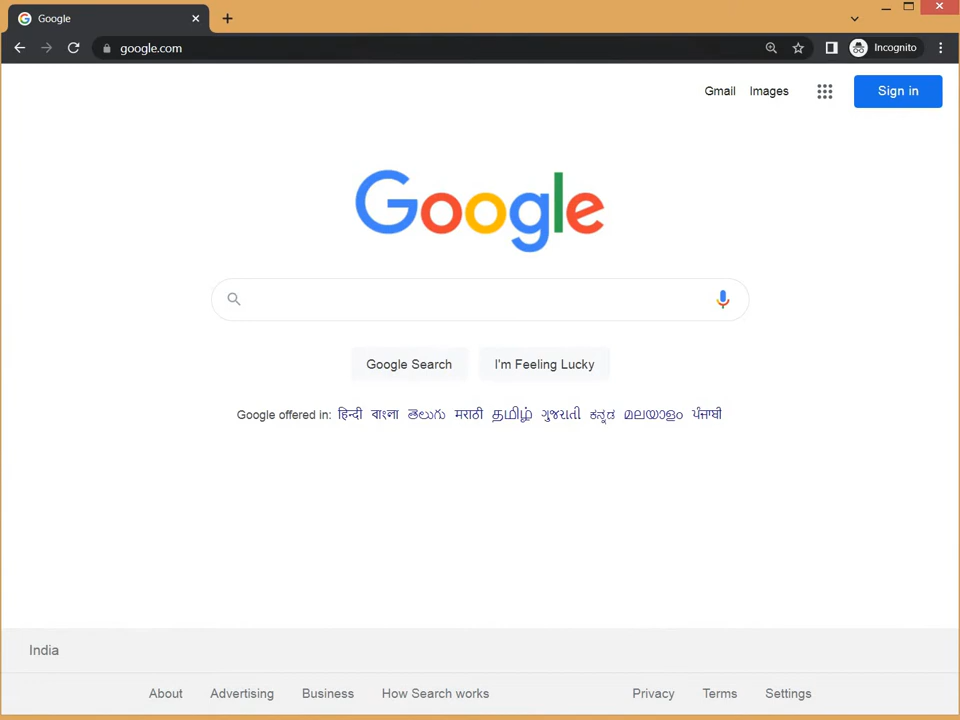 Google
google.com
Incognito
Gmail Images Sign in
Google
Google Search I'm Feeling Lucky
Google offered in: हिन्दी বাংলা తెలుగు मराठी தமிழ் ગુજરાતી ಕನ್ನಡ മലയാളം ਪੰਜਾਬੀ
India
About Advertising Business How Search works Privacy Terms Settings